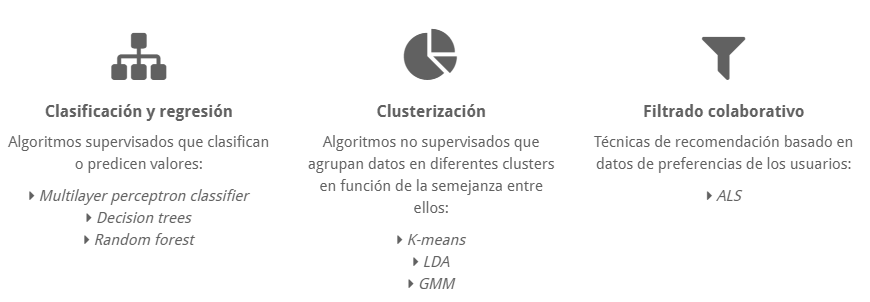 Clasificación y regresión
Algoritmos supervisados que clasifican
o predicen valores:
Multilayer perceptron classifier
Decision trees
Random forest
Clusterización
Algoritmos no supervisados que
agrupan datos en diferentes clusters
en función de la semejanza entre
ellos:
K-means
LDA
GMM
Filtrado colaborativo
Técnicas de recomendación basado en
datos de preferencias de los usuarios:
ALS